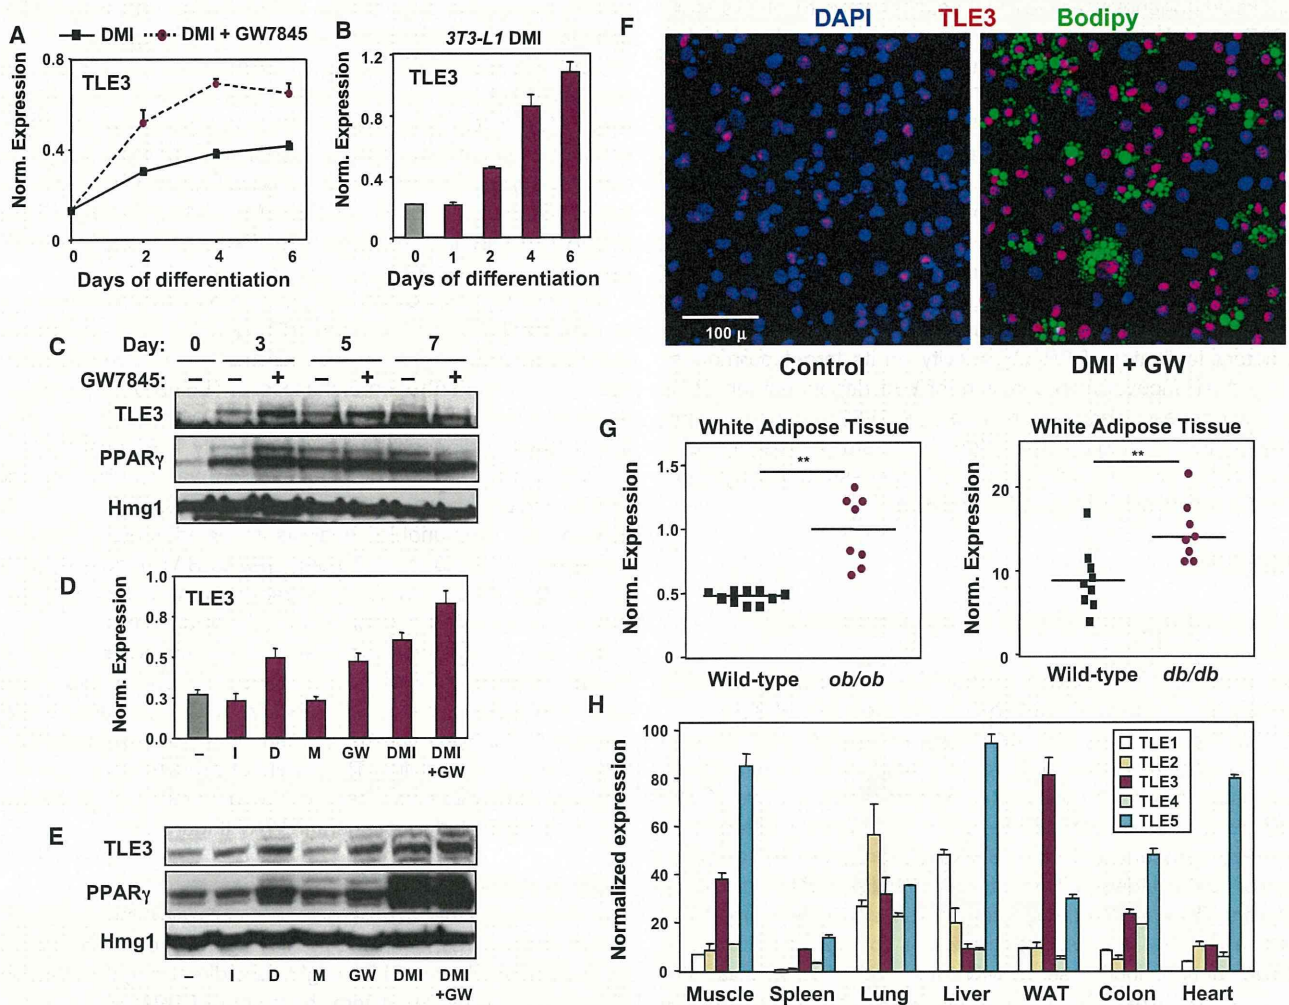 A
DMI
DMI + GW7845
TLE3
Norm. Expression
0.8
0.4
0
0 2 4 6
Days of differentiation
B
3T3-L1 DMI
TLE3
Norm. Expression
1.2
0.8
0.4
0
0 1 2 4 6
Days of differentiation
C
Day: 0 3 5 7
GW7845: – – + – + – +
TLE3
PPARγ
Hmg1
D
TLE3
Norm. Expression
1.0
0.8
0.5
0.3
0.0
– I D M GW DMI DMI
+GW
E
TLE3
PPARγ
Hmg1
– I D M GW DMI DMI
+GW
F
DAPI TLE3 Bodipy
100 μ
Control DMI + GW
G
White Adipose Tissue
Norm. Expression
1.5
1.0
0.5
0
**
Wild-type ob/ob
White Adipose Tissue
Norm. Expression
20
10
0
**
Wild-type db/db
H
Normalized expression
100
80
60
40
20
0
TLE1
TLE2
TLE3
TLE4
TLE5
Muscle Spleen Lung Liver WAT Colon Heart